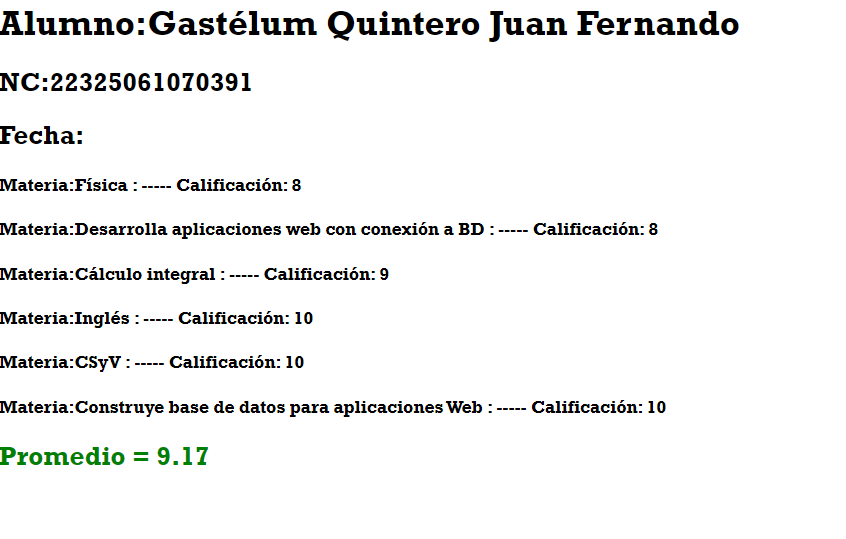 Alumno:Gastélum Quintero Juan Fernando
NC:22325061070391
Fecha:
Materia:Física : ----- Calificación: 8
Materia:Desarrolla aplicaciones web con conexión a BD : ----- Calificación: 8
Materia:Cálculo integral : ----- Calificación: 9
Materia:Inglés : ----- Calificación: 10
Materia:CSyV : ----- Calificación: 10
Materia:Construye base de datos para aplicaciones Web : ----- Calificación: 10
Promedio = 9.17